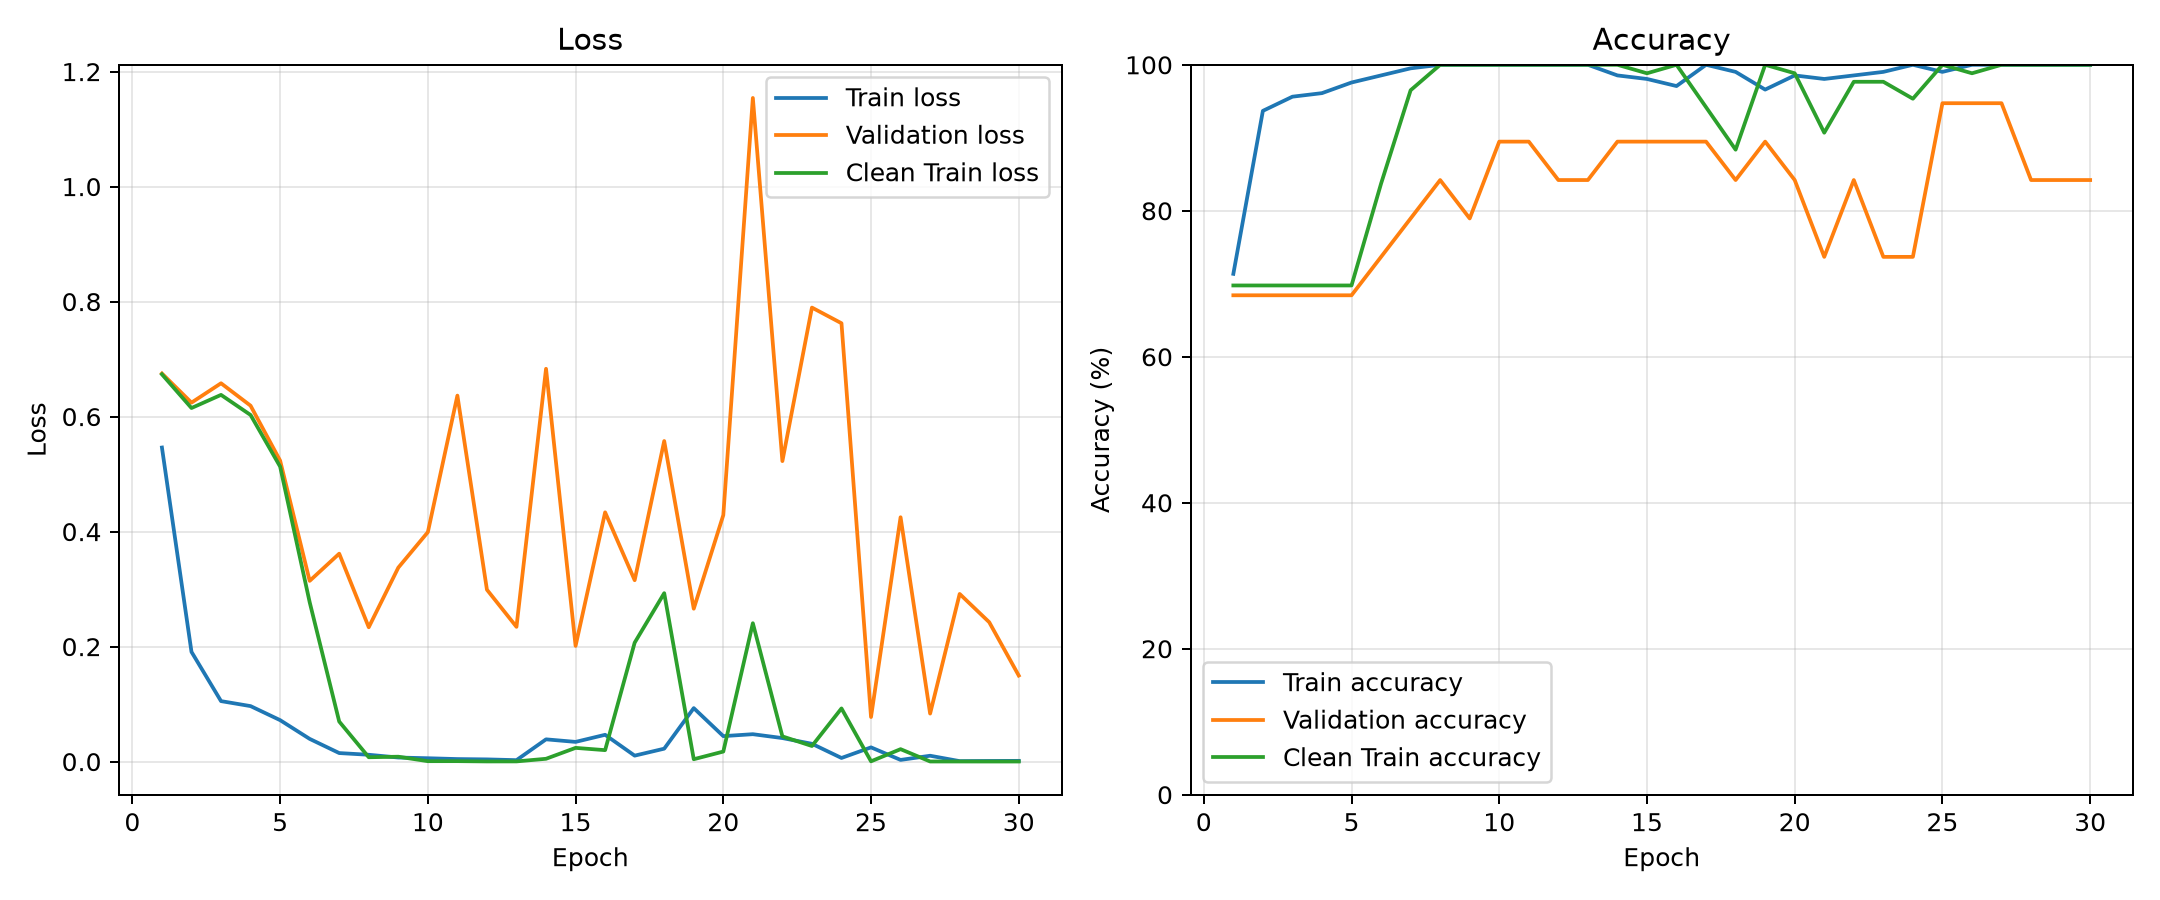 Loss
1.2
1.0
0.8
0.6
0.4
0.2
0.0
Loss
Train loss
Validation loss
Clean Train loss
0 5 10 15 20 25 30
Epoch
Accuracy
100
80
60
40
20
0
Accuracy (%)
Train accuracy
Validation accuracy
Clean Train accuracy
0 5 10 15 20 25 30
Epoch